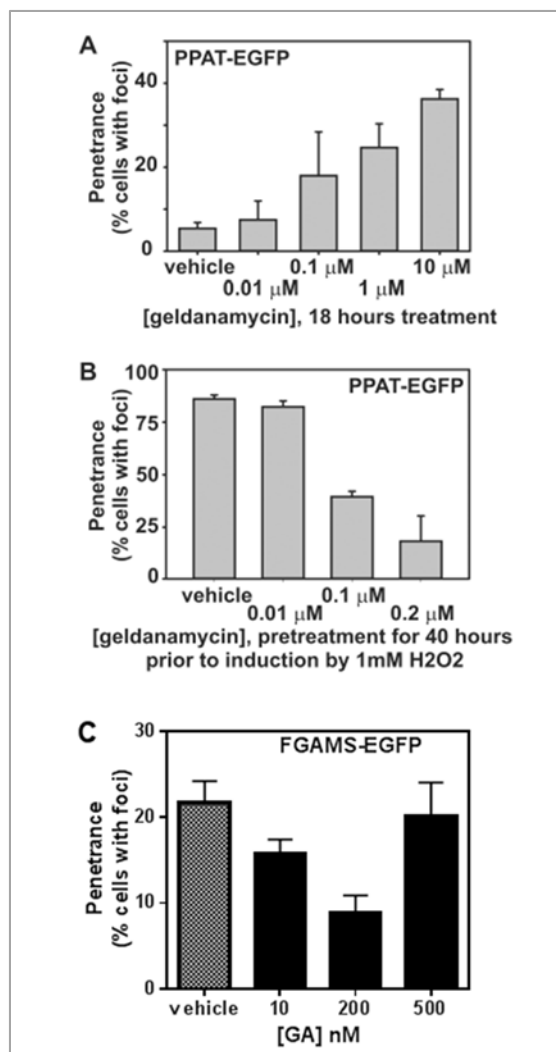 A
PPAT-EGFP
Penetrance
(% cells with foci)
40
20
0
vehicle 0.1 μM 10 μM
0.01 μM 1 μM
[geldanamycin], 18 hours treatment
B
PPAT-EGFP
Penetrance
(% cells with foci)
100
75
50
25
0
vehicle 0.1 μM
0.01 μM 0.2 μM
[geldanamycin], pretreatment for 40 hours
prior to induction by 1mM H2O2
C
FGAMS-EGFP
Penetrance
(% cells with foci)
30
20
10
0
vehicle 10 200 500
[GA] nM